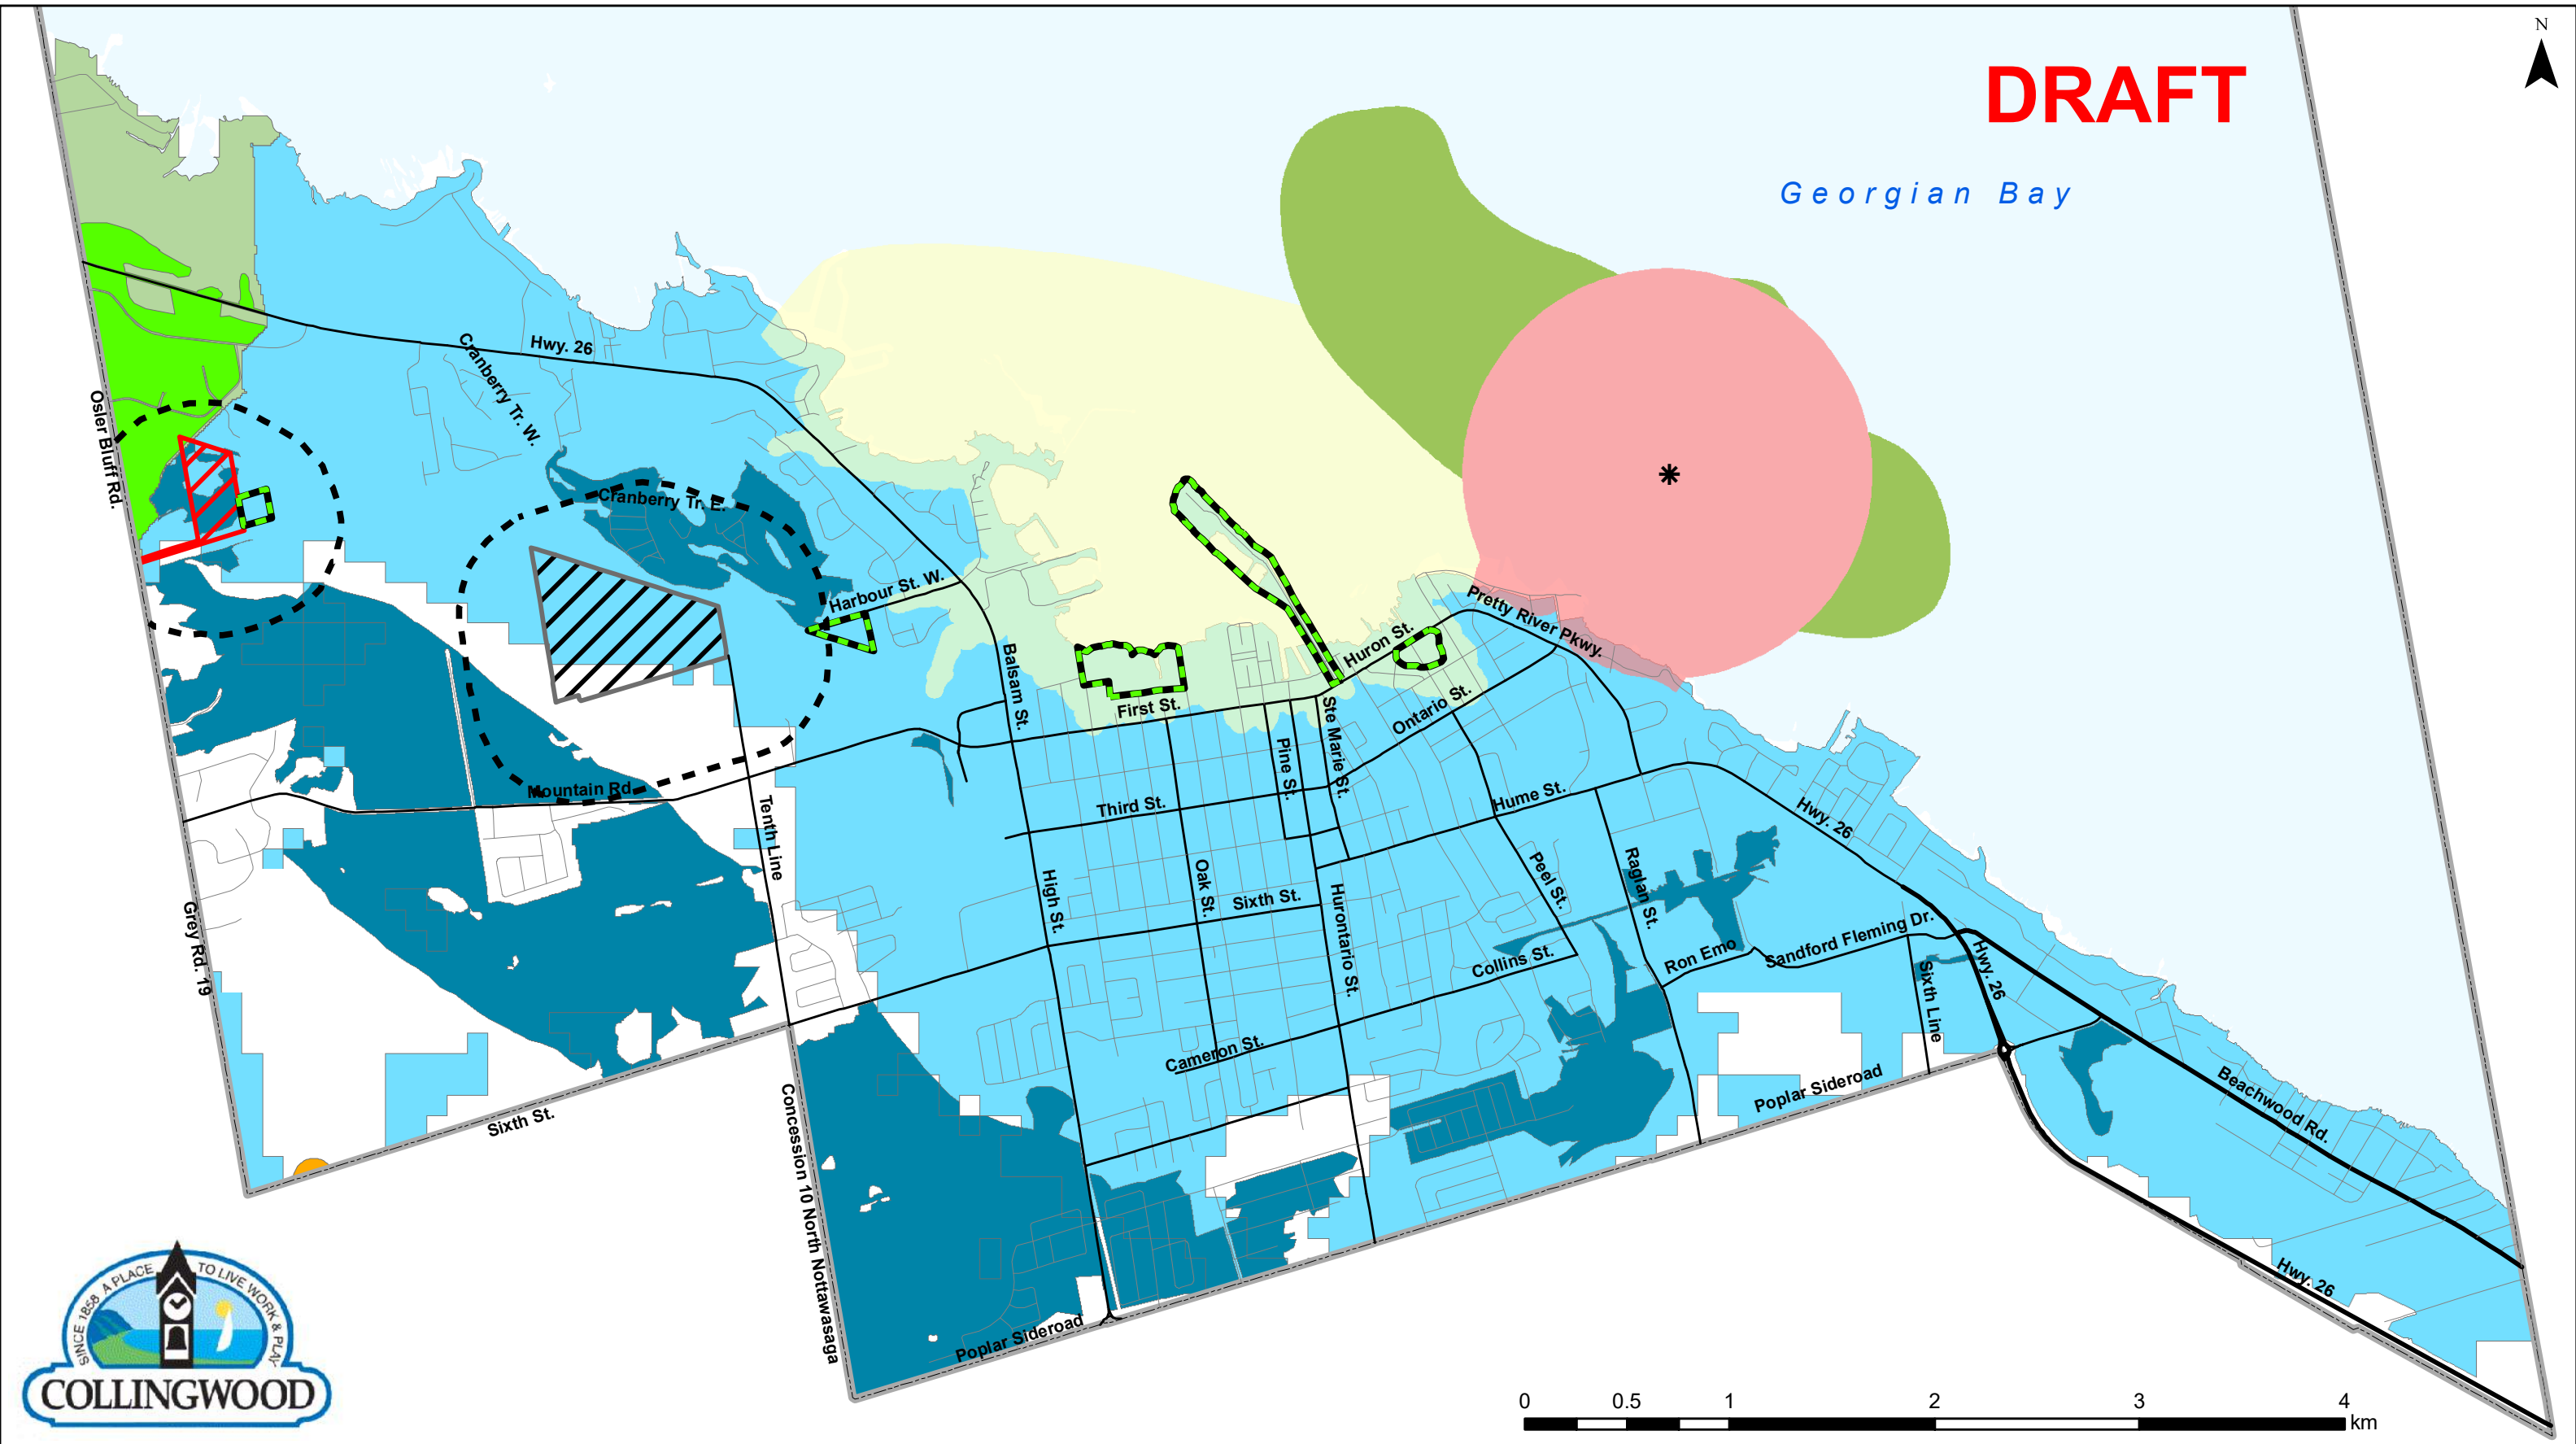 N
DRAFT
Georgian Bay
Hwy. 26
Cranberry Tr. W.
Osler Bluff Rd.
Cranberry Tr. E.
Harbour St. W.
Balsam St.
First St.
Huron St.
Pretty River Pkwy.
Ontario St.
Ste Marie St.
Pine St.
Mountain Rd.
Tenth Line
Third St.
Hume St.
Hwy. 26
Oak St.
High St.
Sixth St.
Hurontario St.
Peel St.
Raglan St.
Grey Rd. 19
Collins St.
Ron Emo
Sandford Fleming Dr.
Sixth Line
Hwy. 26
Cameron St.
Poplar Sideroad
Beachwood Rd.
Sixth St.
Concession 10 North Nottawasaga
Poplar Sideroad
Hwy. 26
SINCE 1858 A PLACE TO LIVE WORK & PLAY
COLLINGWOOD
0 0.5 1 2 3 4
km